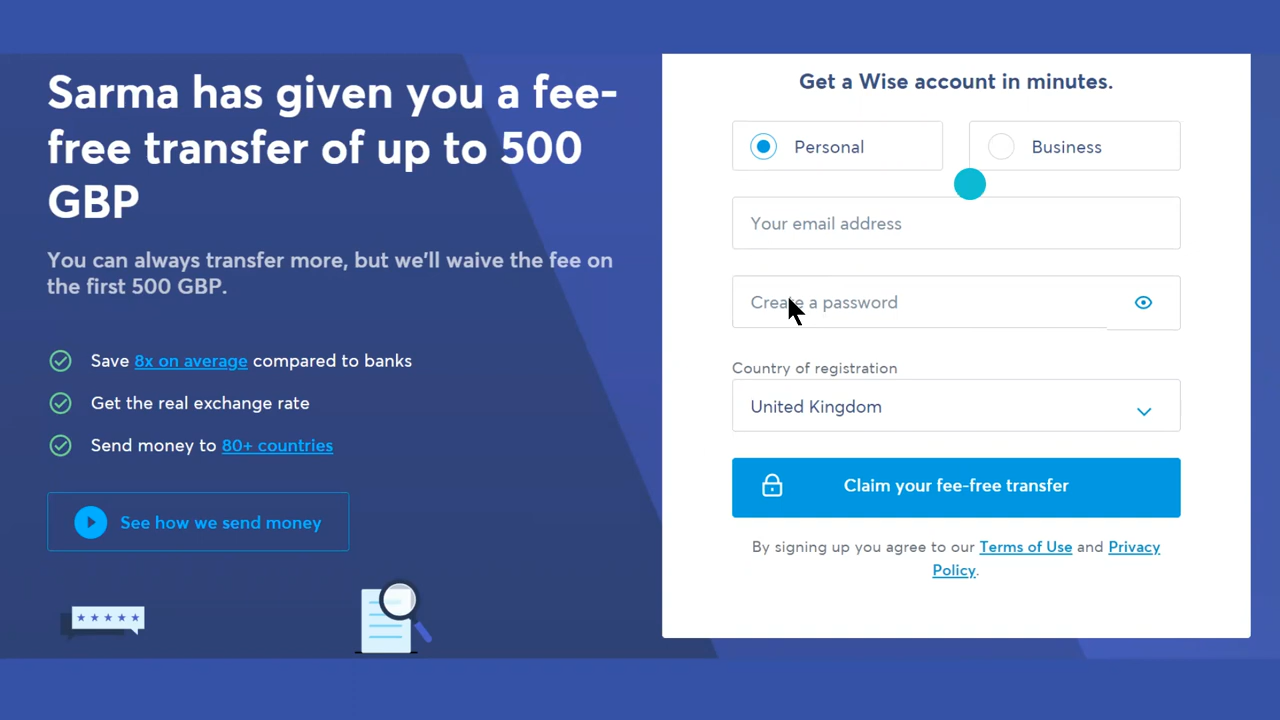 Sarma has given you a fee-
free transfer of up to 500
GBP
You can always transfer more, but we'll waive the fee on
the first 500 GBP.
Save 8x on average compared to banks
Get the real exchange rate
Send money to 80+ countries
See how we send money
Get a Wise account in minutes.
Personal
Business
Your email address
Create a password
Country of registration
United Kingdom
Claim your fee-free transfer
By signing up you agree to our Terms of Use and Privacy
Policy.